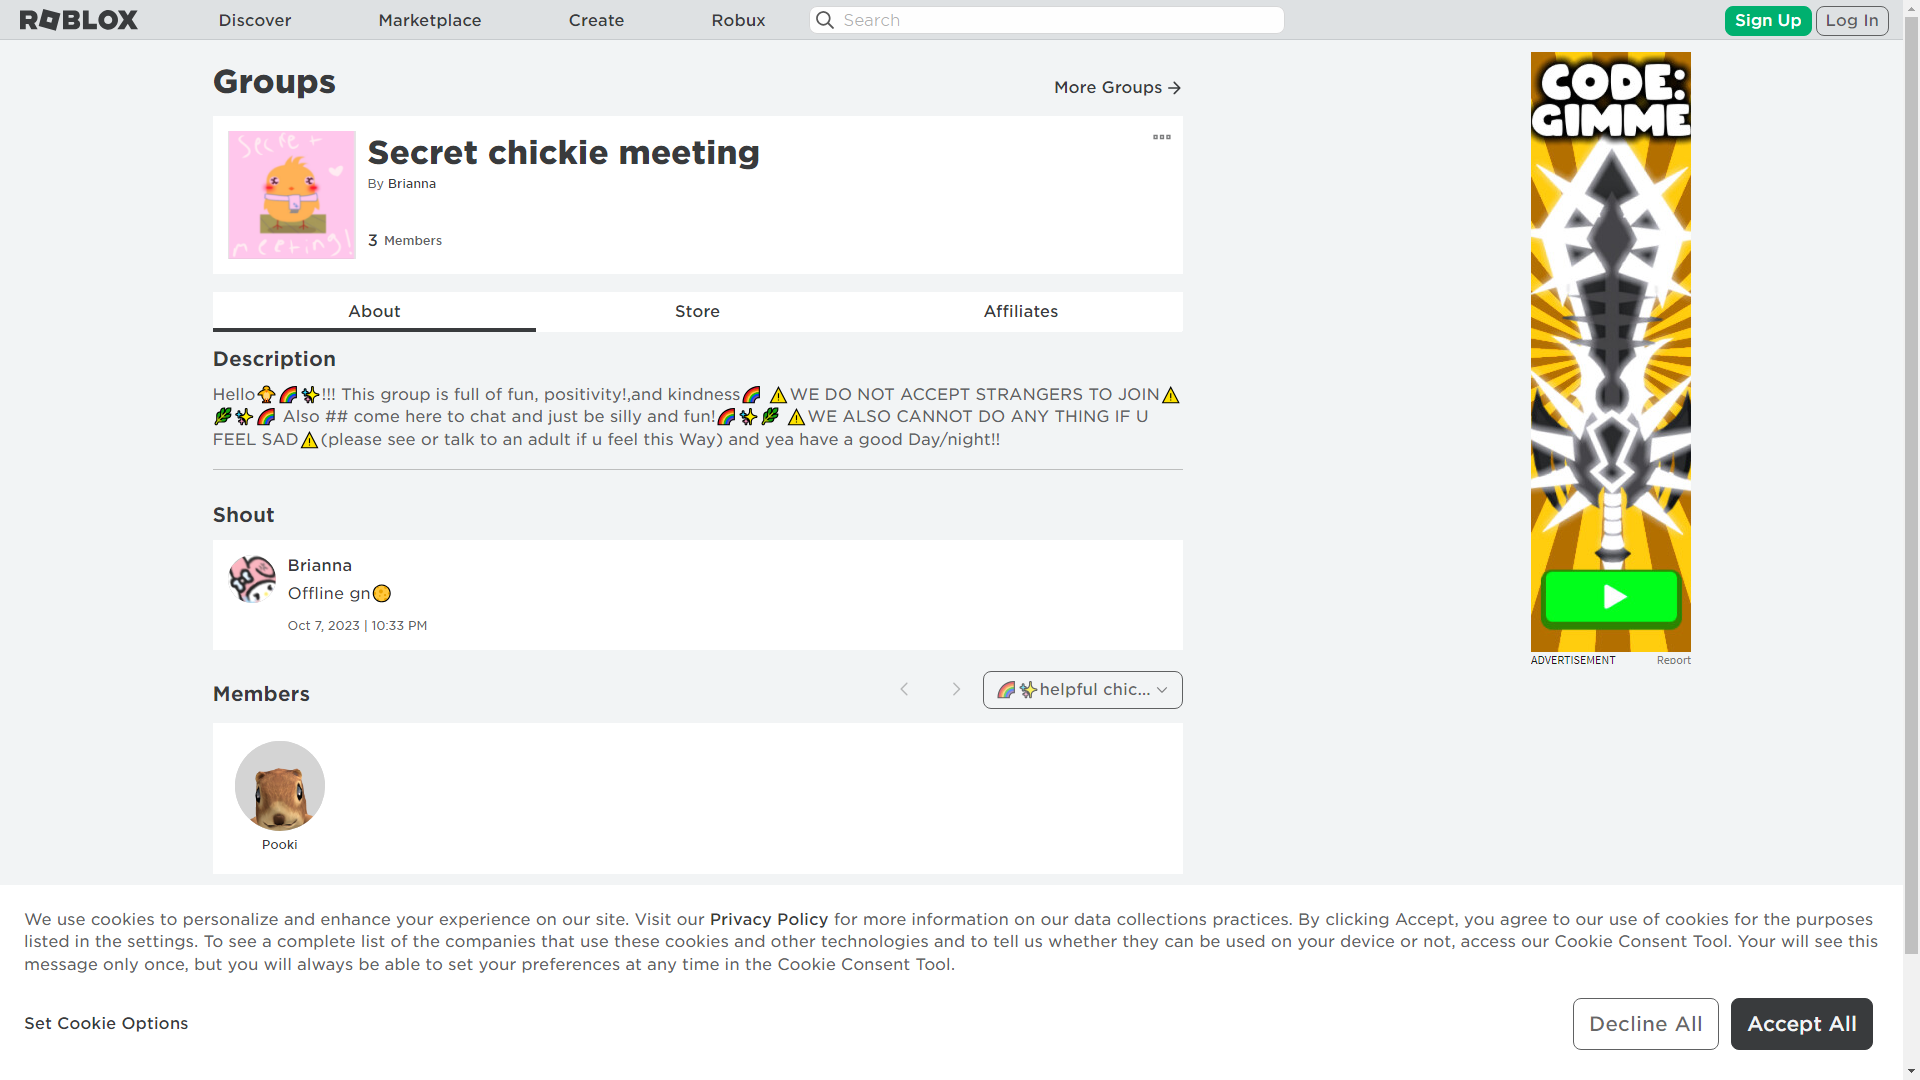 ROBLOX
Discover
Marketplace
Create
Robux
Search
Sign Up
Log In
Groups
More Groups
Secret meeting!
Secret chickie meeting
By Brianna
3 Members
About
Store
Affiliates
Description
Hello🐥🌈✨!!! This group is full of fun, positivity!,and kindness🌈 ⚠WE DO NOT ACCEPT STRANGERS TO JOIN⚠
🌿✨🌈 Also ## come here to chat and just be silly and fun!🌈✨🌿 ⚠WE ALSO CANNOT DO ANY THING IF U
FEEL SAD⚠(please see or talk to an adult if u feel this Way) and yea have a good Day/night!!
Shout
Brianna
Offline gn🌕
Oct 7, 2023 | 10:33 PM
Members
🌈✨helpful chic...
Pooki
CODE:
GIMME
ADVERTISEMENT
Report
We use cookies to personalize and enhance your experience on our site. Visit our Privacy Policy for more information on our data collections practices. By clicking Accept, you agree to our use of cookies for the purposes
listed in the settings. To see a complete list of the companies that use these cookies and other technologies and to tell us whether they can be used on your device or not, access our Cookie Consent Tool. Your will see this
message only once, but you will always be able to set your preferences at any time in the Cookie Consent Tool.
Set Cookie Options
Decline All
Accept All